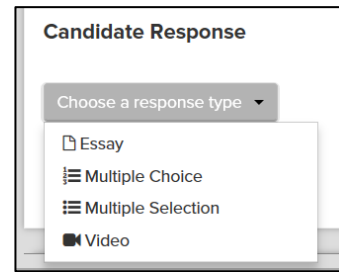 Candidate Response
Choose a response type
Essay
Multiple Choice
Multiple Selection
Video